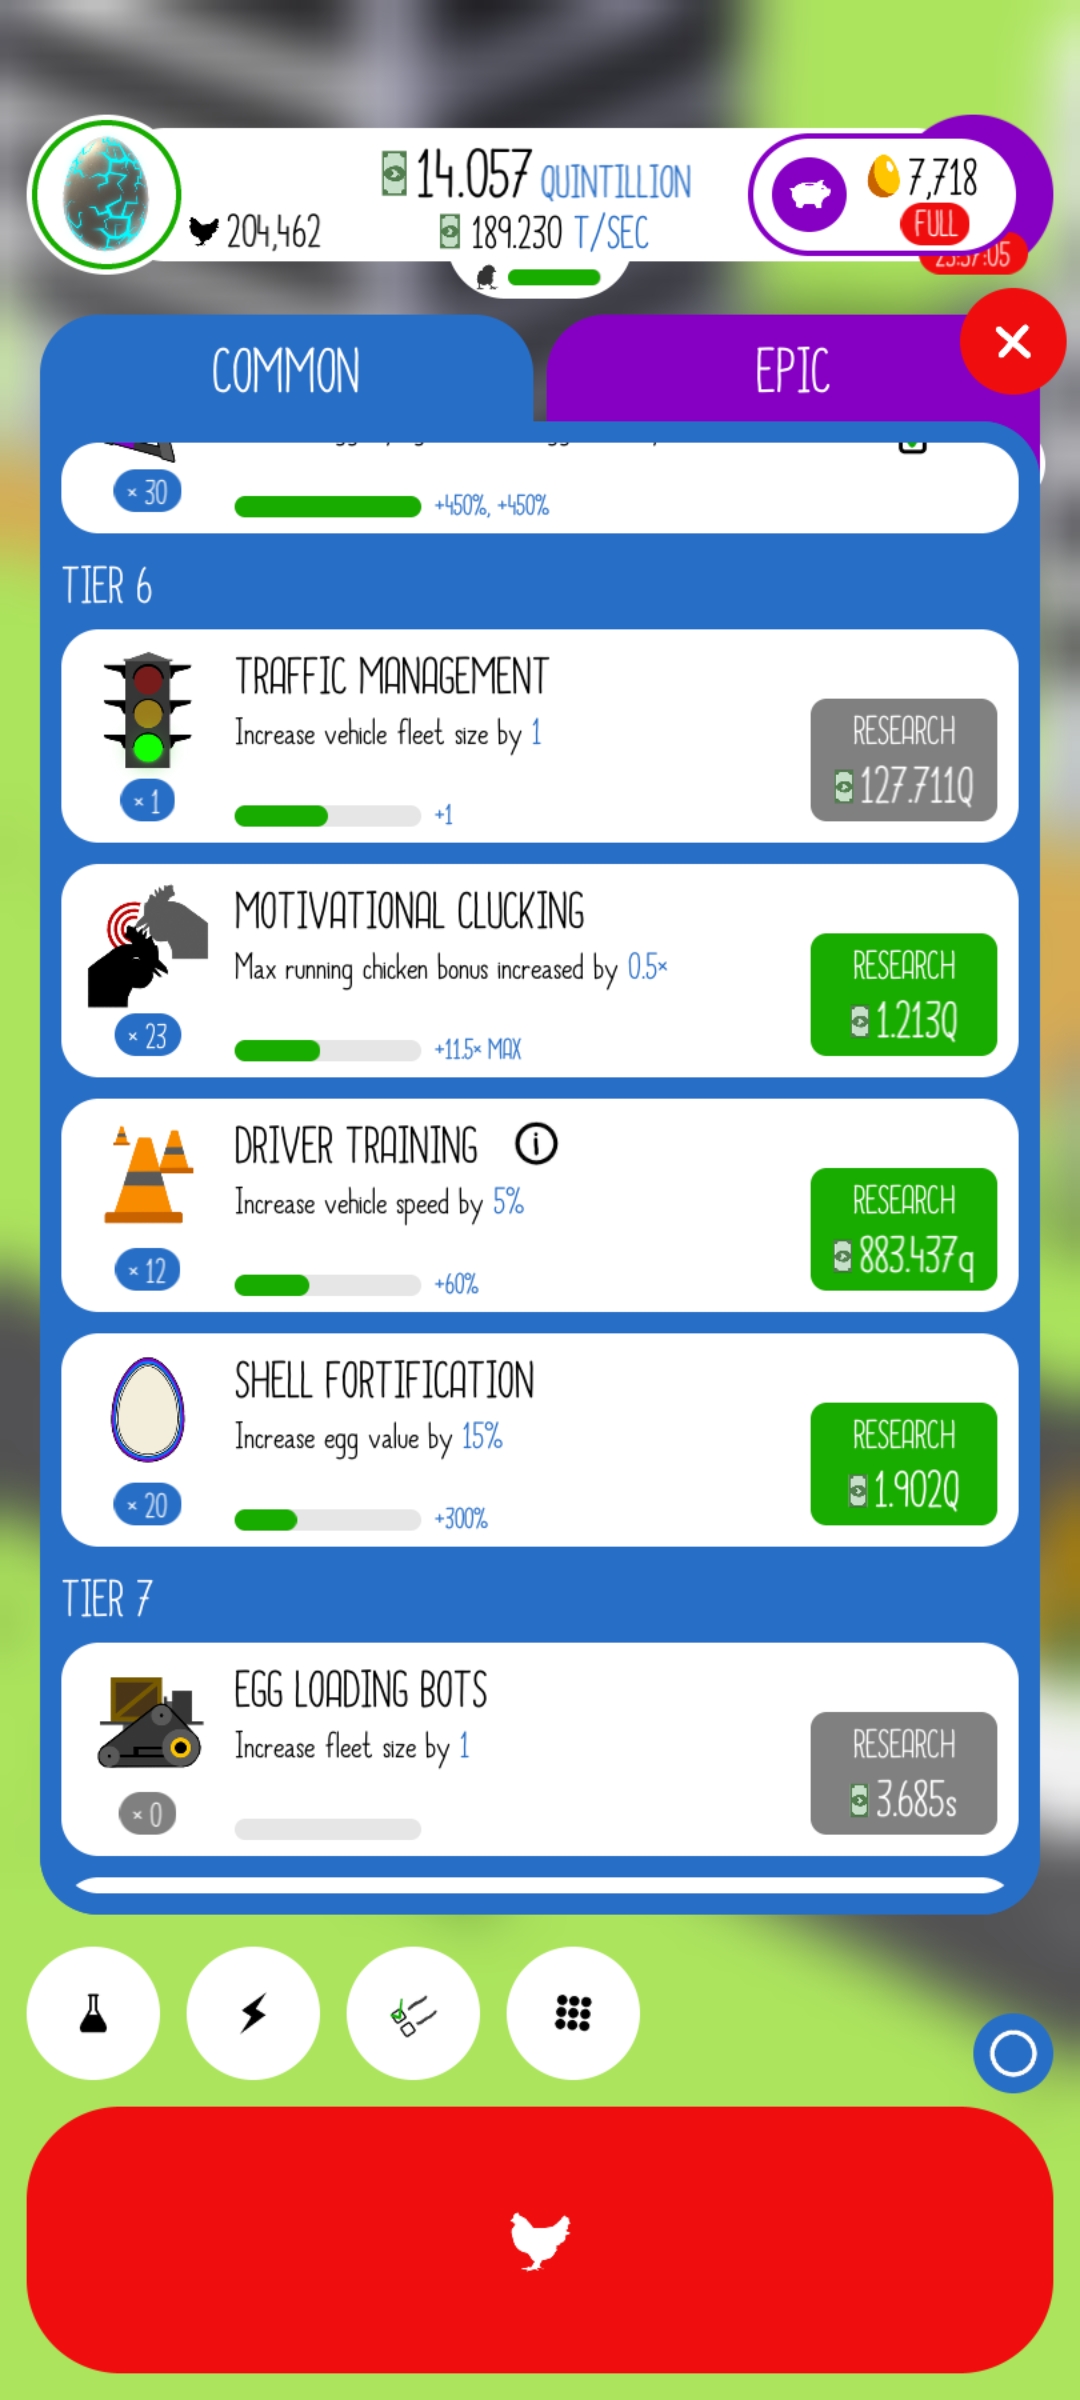 14.057 QUINTILLION
7,718
204,462
189.230 T/SEC
FULL
23:57:05
COMMON
EPIC
× 30
+450%, +450%
TIER 6
TRAFFIC MANAGEMENT
Increase vehicle fleet size by 1
RESEARCH
127.711Q
× 1
+1
MOTIVATIONAL CLUCKING
Max running chicken bonus increased by 0.5×
RESEARCH
1.213Q
× 23
+11.5× MAX
DRIVER TRAINING
i
Increase vehicle speed by 5%
RESEARCH
883.437q
× 12
+60%
SHELL FORTIFICATION
Increase egg value by 15%
RESEARCH
1.902Q
× 20
+300%
TIER 7
EGG LOADING BOTS
Increase fleet size by 1
RESEARCH
3.685s
× 0